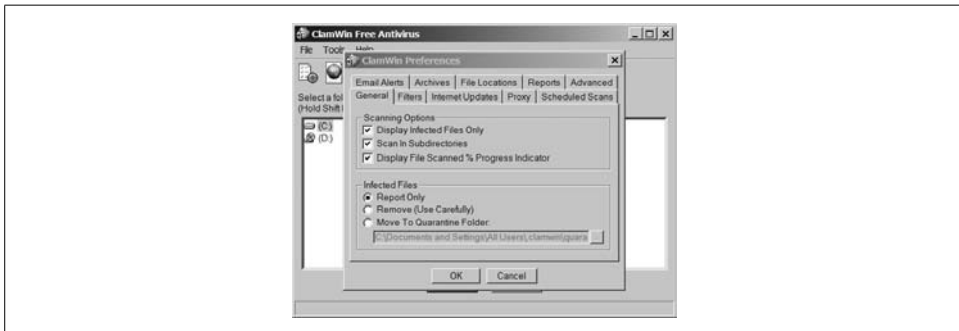 ClamWin Free Antivirus
File Tools Help
ClamWin Preferences
Email Alerts Archives File Locations Reports Advanced
General Filters Internet Updates Proxy Scheduled Scans
Select a fol
(Hold Shift
(C:)
(D:)
Scanning Options
Display Infected Files Only
Scan In Subdirectories
Display File Scanned % Progress Indicator
Infected Files
Report Only
Remove (Use Carefully)
Move To Quarantine Folder:
C:\Documents and Settings\All Users\.clamwin\quara
...
OK Cancel